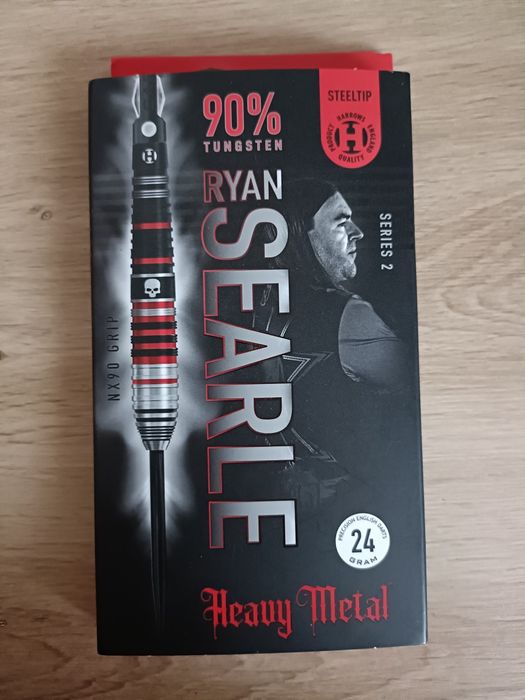 90%
TUNGSTEN
STEELTIP
HARROWS
ENGLAND
QUALITY
PRODUCT
H
H
RYAN
SEARLE
SERIES 2
NX90 GRIP
PRECISION ENGLISH DARTS
24
GRAM
Heavy Metal